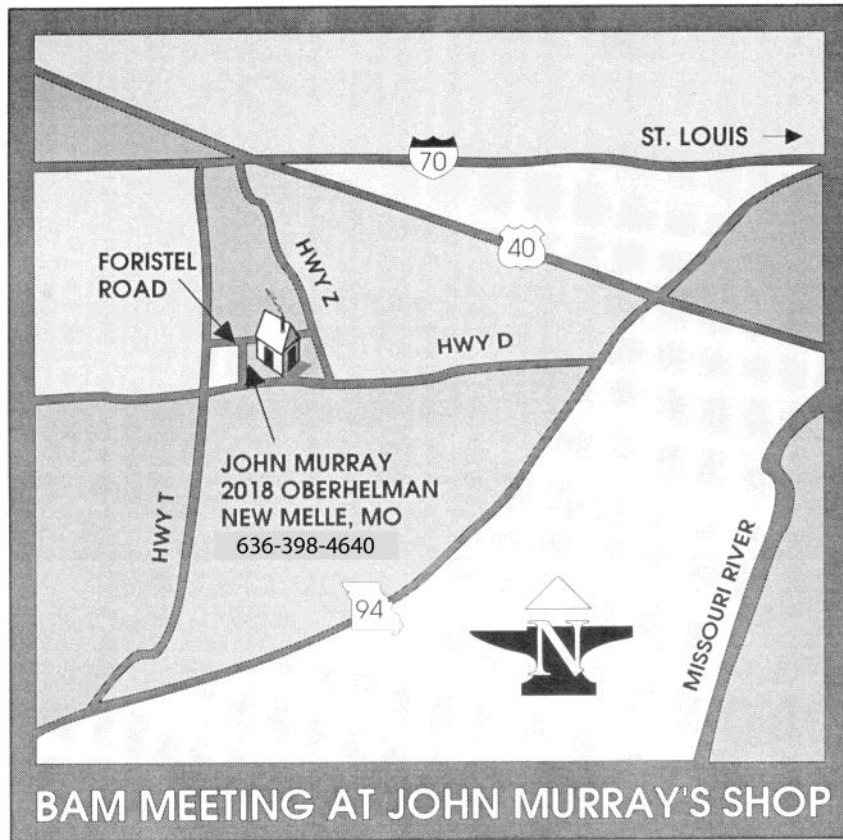 ST. LOUIS
70
40
FORISTEL
ROAD
HWY Z
HWY D
JOHN MURRAY
2018 OBERHELMAN
NEW MELLE, MO
636-398-4640
HWY T
94
N
MISSOURI RIVER
BAM MEETING AT JOHN MURRAY'S SHOP